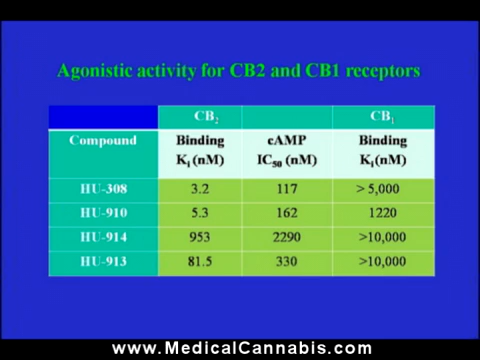 Agonistic activity for CB2 and CB1 receptors
CB₂ CB₁
Compound Binding Kᵢ (nM) cAMP IC₅₀ (nM) Binding Kᵢ(nM)
HU-308 3.2 117 > 5,000
HU-910 5.3 162 1220
HU-914 953 2290 >10,000
HU-913 81.5 330 >10,000
www.MedicalCannabis.com